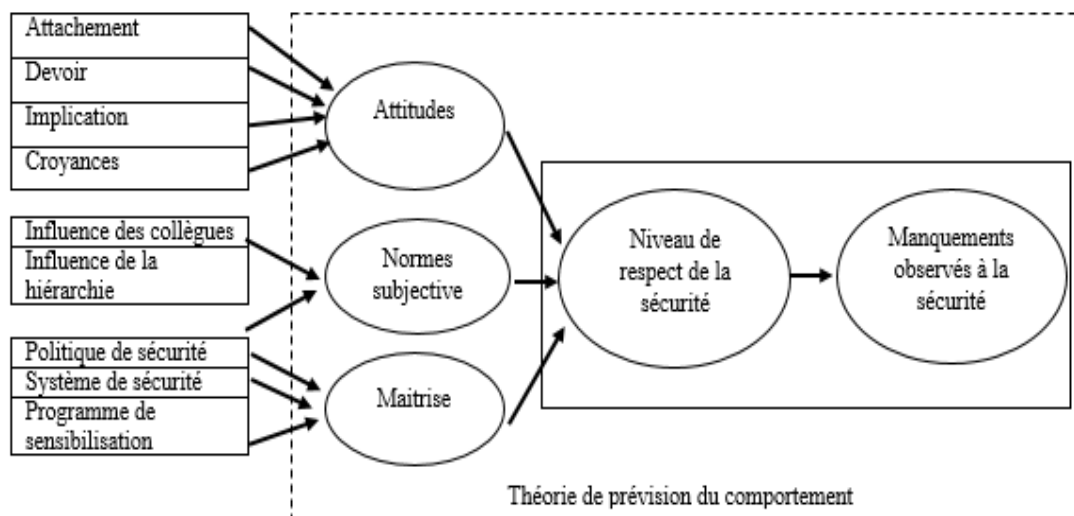 Attachement
Devoir
Implication
Croyances
Influence des collègues
Influence de la
hiérarchie
Politique de sécurité
Système de sécurité
Programme de
sensibilisation
Attitudes
Normes
subjective
Maitrise
Niveau de
respect de la
sécurité
Manquements
observés à la
sécurité
Théorie de prévision du comportement